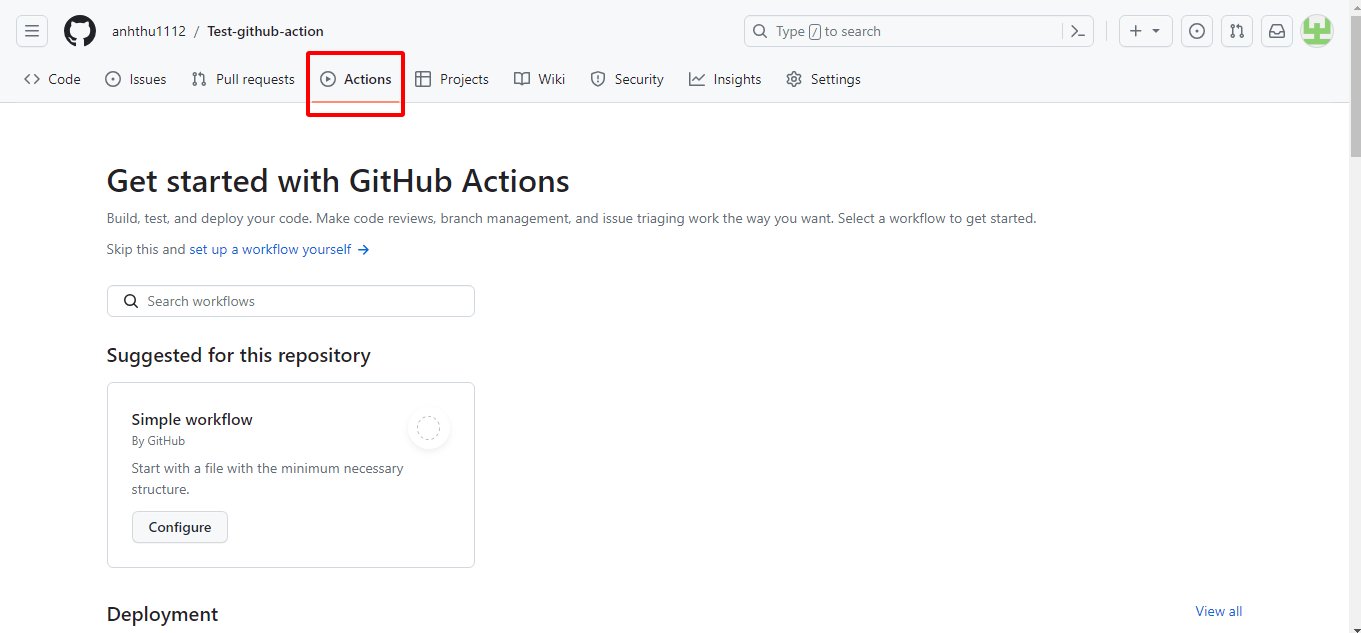 anhthu1112 / Test-github-action
Type / to search
Code Issues Pull requests Actions Projects Wiki Security Insights Settings
Get started with GitHub Actions
Build, test, and deploy your code. Make code reviews, branch management, and issue triaging work the way you want. Select a workflow to get started.
Skip this and set up a workflow yourself →
Search workflows
Suggested for this repository
Simple workflow
By GitHub
Start with a file with the minimum necessary
structure.
Configure
Deployment
View all